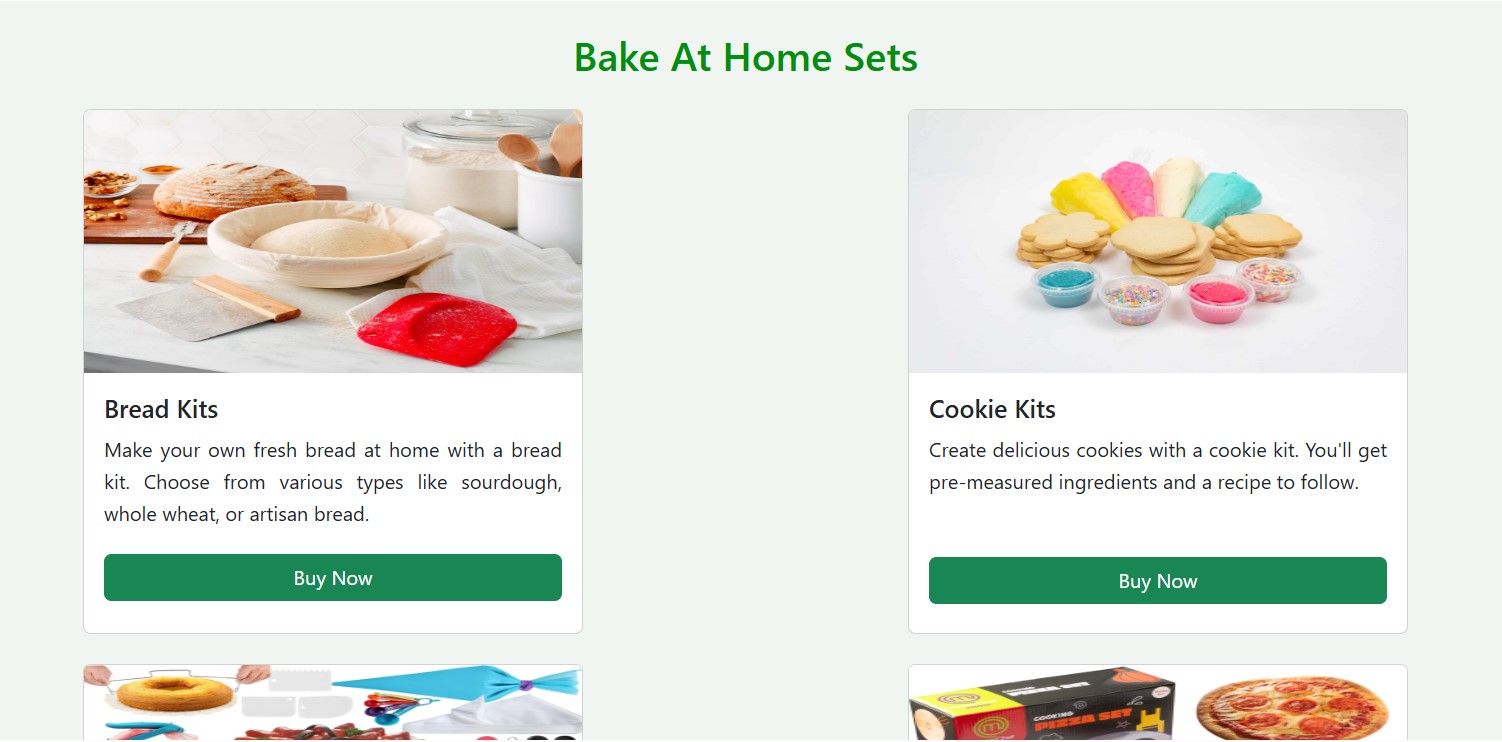 Bake At Home Sets
Bread Kits
Make your own fresh bread at home with a bread
kit. Choose from various types like sourdough,
whole wheat, or artisan bread.
Buy Now
Cookie Kits
Create delicious cookies with a cookie kit. You'll get
pre-measured ingredients and a recipe to follow.
Buy Now
COOKING
PIZZA SET